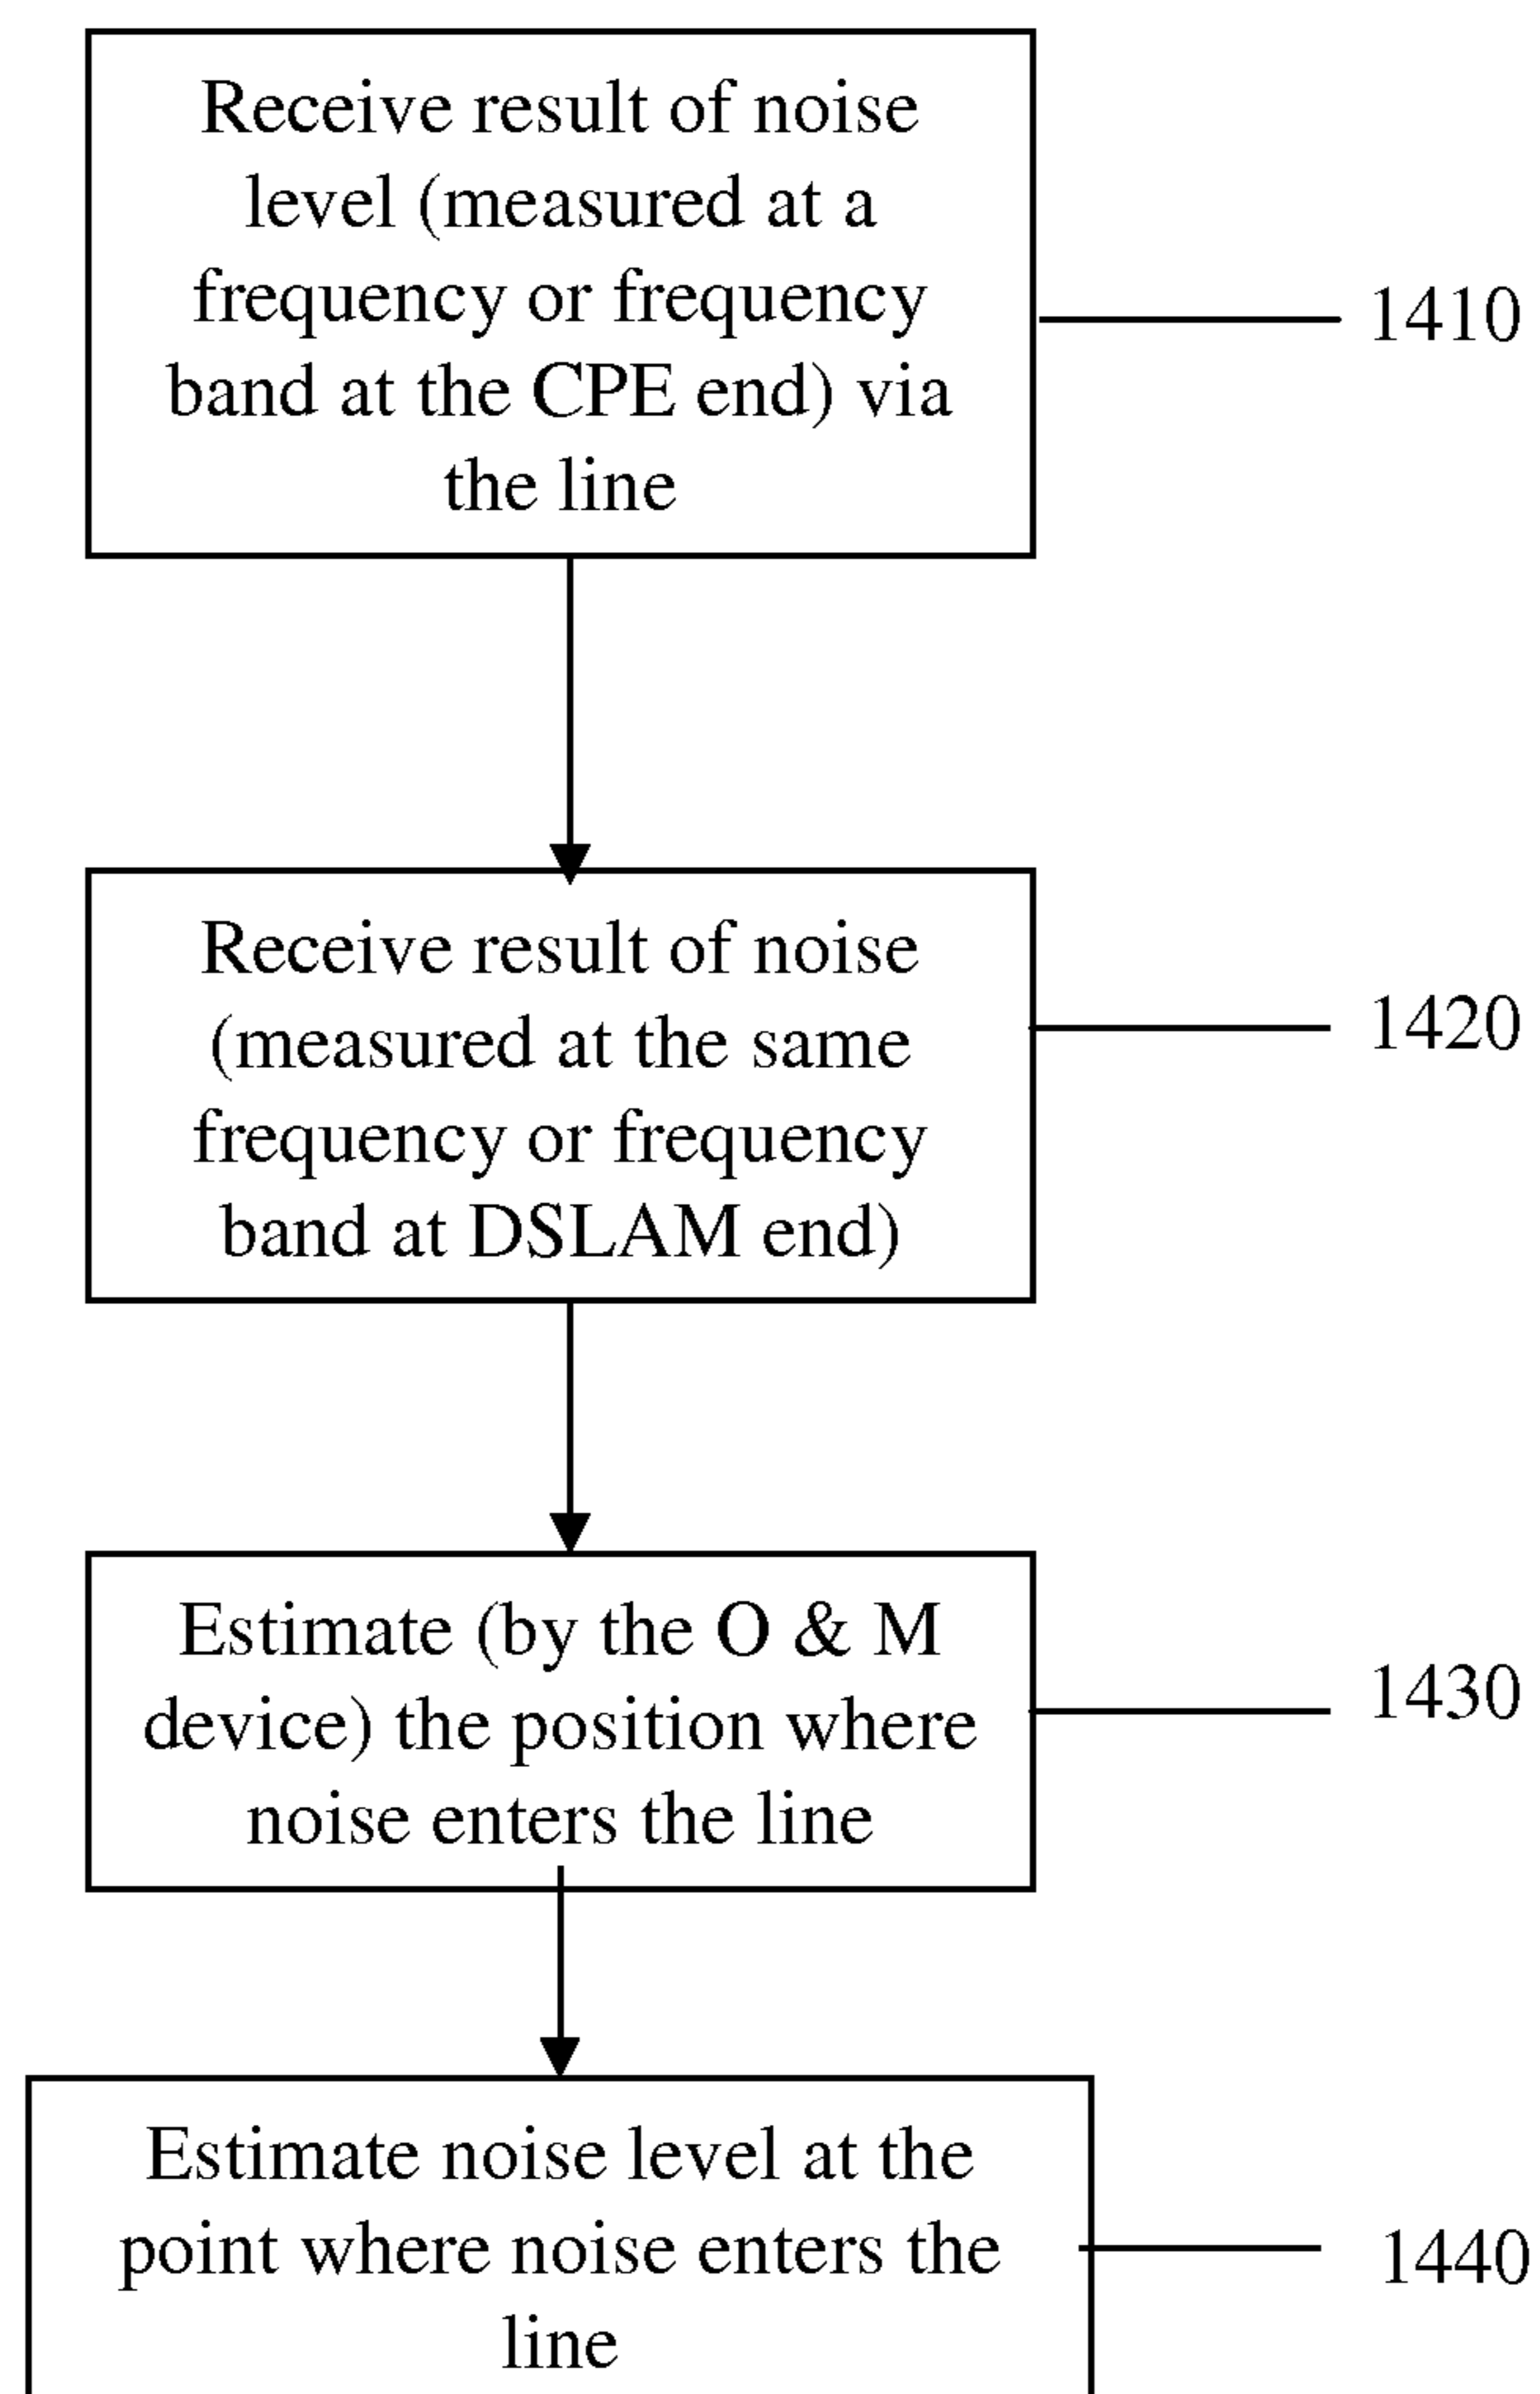 Receive result of noise
level (measured at a
frequency or frequency
band at the CPE end) via
the line
1410
Receive result of noise
(measured at the same
frequency or frequency
band at DSLAM end)
1420
Estimate (by the O & M
device) the position where
noise enters the line
1430
Estimate noise level at the
point where noise enters the
line
1440